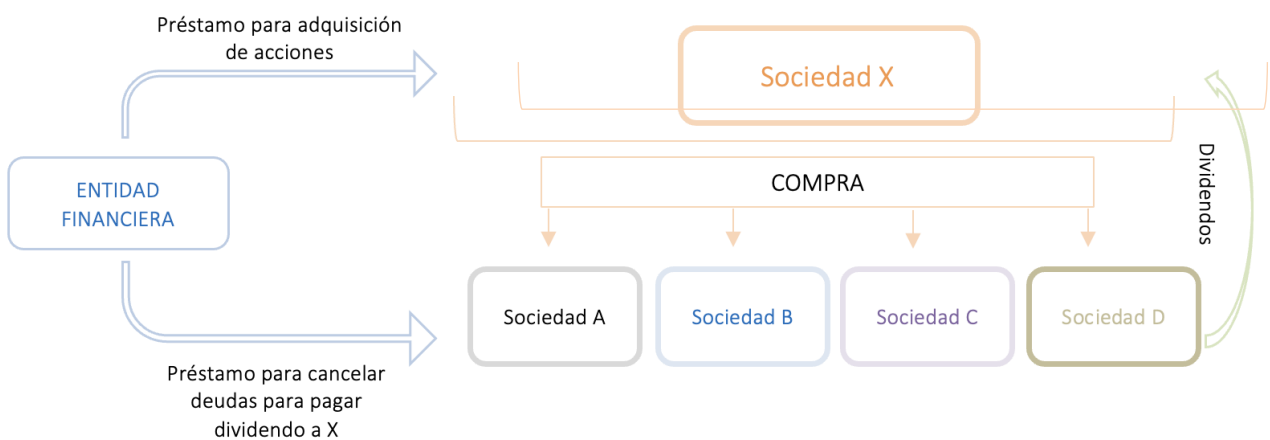 Préstamo para adquisición
de acciones
Sociedad X
ENTIDAD
FINANCIERA
COMPRA
Dividendos
Sociedad A
Sociedad B
Sociedad C
Sociedad D
Préstamo para cancelar
deudas para pagar
dividendo a X